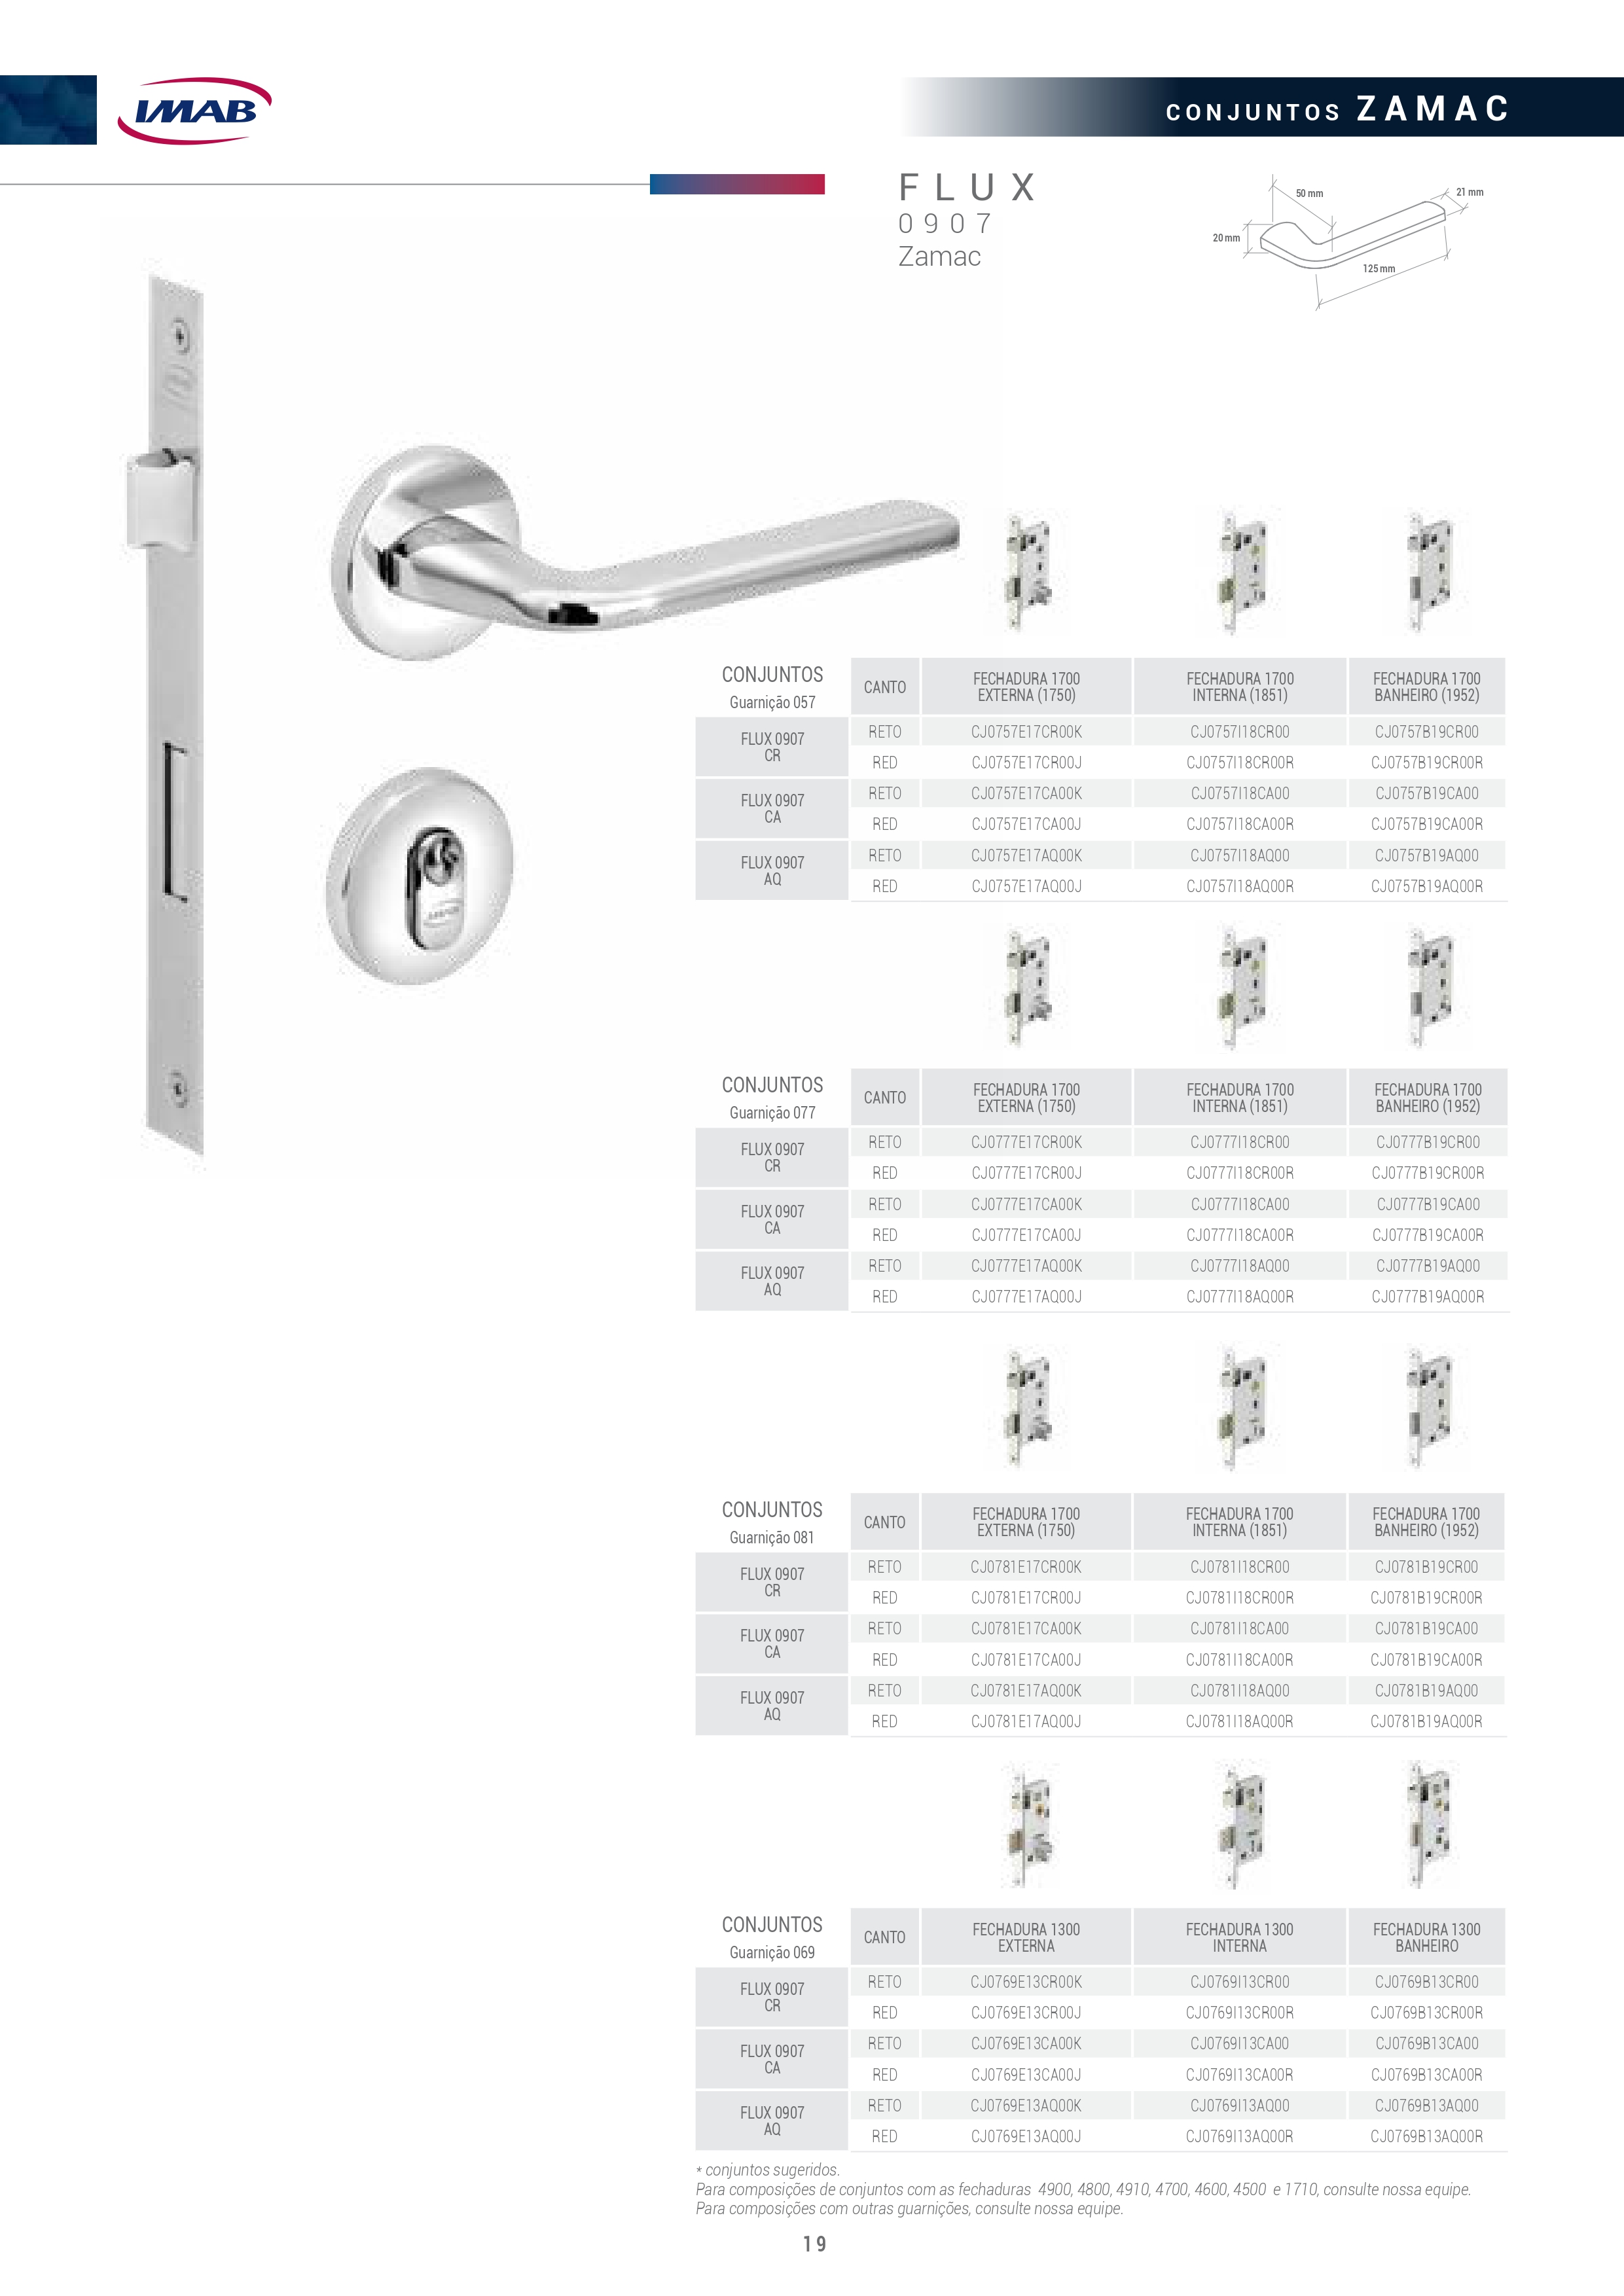 IMAB
CONJUNTOS ZAMAC
FLUX
0907
Zamac
50 mm
21 mm
20 mm
125 mm
CONJUNTOS
Guarnição 057
CANTO
FECHADURA 1700 EXTERNA (1750)
FECHADURA 1700 INTERNA (1851)
FECHADURA 1700 BANHEIRO (1952)
FLUX 0907 CR
RETO CJ0757E17CR00K CJ0757I18CR00 CJ0757B19CR00
RED CJ0757E17CR00J CJ0757I18CR00R CJ0757B19CR00R
FLUX 0907 CA
RETO CJ0757E17CA00K CJ0757I18CA00 CJ0757B19CA00
RED CJ0757E17CA00J CJ0757I18CA00R CJ0757B19CA00R
FLUX 0907 AQ
RETO CJ0757E17AQ00K CJ0757I18AQ00 CJ0757B19AQ00
RED CJ0757E17AQ00J CJ0757I18AQ00R CJ0757B19AQ00R
CONJUNTOS
Guarnição 077
CANTO
FECHADURA 1700 EXTERNA (1750)
FECHADURA 1700 INTERNA (1851)
FECHADURA 1700 BANHEIRO (1952)
FLUX 0907 CR
RETO CJ0777E17CR00K CJ0777I18CR00 CJ0777B19CR00
RED CJ0777E17CR00J CJ0777I18CR00R CJ0777B19CR00R
FLUX 0907 CA
RETO CJ0777E17CA00K CJ0777I18CA00 CJ0777B19CA00
RED CJ0777E17CA00J CJ0777I18CA00R CJ0777B19CA00R
FLUX 0907 AQ
RETO CJ0777E17AQ00K CJ0777I18AQ00 CJ0777B19AQ00
RED CJ0777E17AQ00J CJ0777I18AQ00R CJ0777B19AQ00R
CONJUNTOS
Guarnição 081
CANTO
FECHADURA 1700 EXTERNA (1750)
FECHADURA 1700 INTERNA (1851)
FECHADURA 1700 BANHEIRO (1952)
FLUX 0907 CR
RETO CJ0781E17CR00K CJ0781I18CR00 CJ0781B19CR00
RED CJ0781E17CR00J CJ0781I18CR00R CJ0781B19CR00R
FLUX 0907 CA
RETO CJ0781E17CA00K CJ0781I18CA00 CJ0781B19CA00
RED CJ0781E17CA00J CJ0781I18CA00R CJ0781B19CA00R
FLUX 0907 AQ
RETO CJ0781E17AQ00K CJ0781I18AQ00 CJ0781B19AQ00
RED CJ0781E17AQ00J CJ0781I18AQ00R CJ0781B19AQ00R
CONJUNTOS
Guarnição 069
CANTO
FECHADURA 1300 EXTERNA
FECHADURA 1300 INTERNA
FECHADURA 1300 BANHEIRO
FLUX 0907 CR
RETO CJ0769E13CR00K CJ0769I13CR00 CJ0769B13CR00
RED CJ0769E13CR00J CJ0769I13CR00R CJ0769B13CR00R
FLUX 0907 CA
RETO CJ0769E13CA00K CJ0769I13CA00 CJ0769B13CA00
RED CJ0769E13CA00J CJ0769I13CA00R CJ0769B13CA00R
FLUX 0907 AQ
RETO CJ0769E13AQ00K CJ0769I13AQ00 CJ0769B13AQ00
RED CJ0769E13AQ00J CJ0769I13AQ00R CJ0769B13AQ00R
* conjuntos sugeridos.
Para composições de conjuntos com as fechaduras 4900, 4800, 4910, 4700, 4600, 4500 e 1710, consulte nossa equipe.
Para composições com outras guarnições, consulte nossa equipe.
19